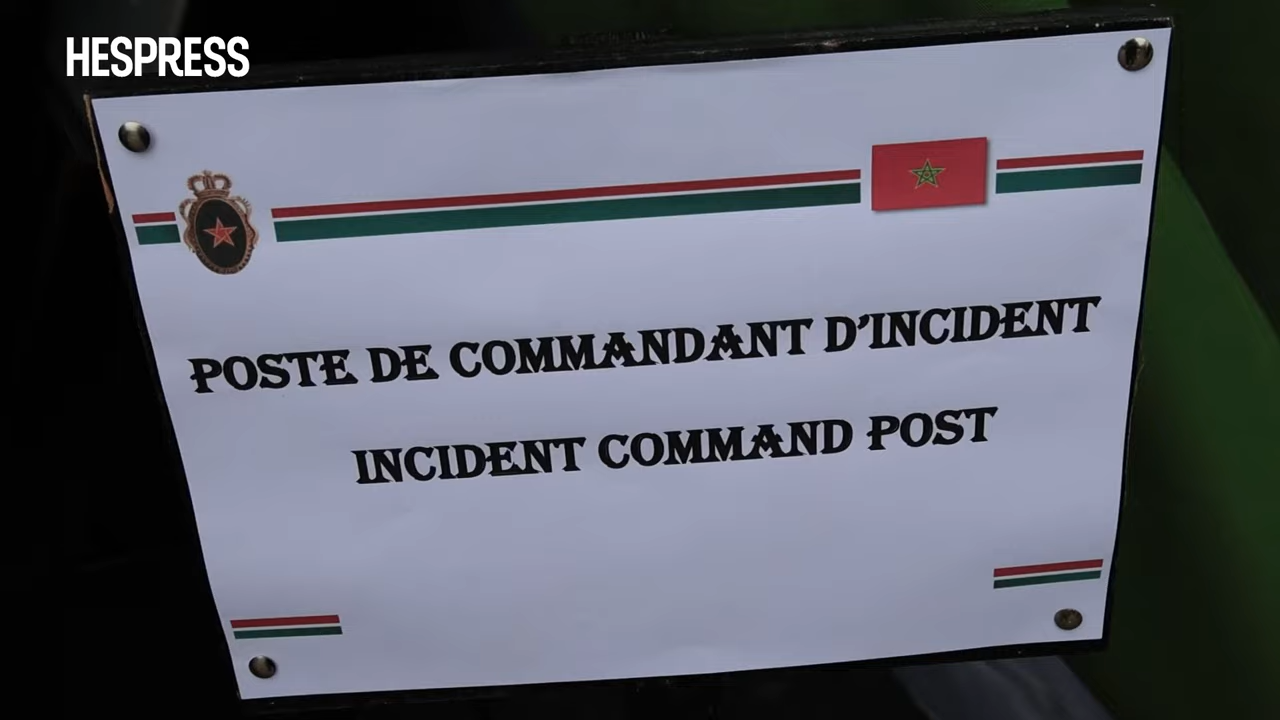 HESPRESS
POSTE DE COMMANDANT D'INCIDENT
INCIDENT COMMAND POST